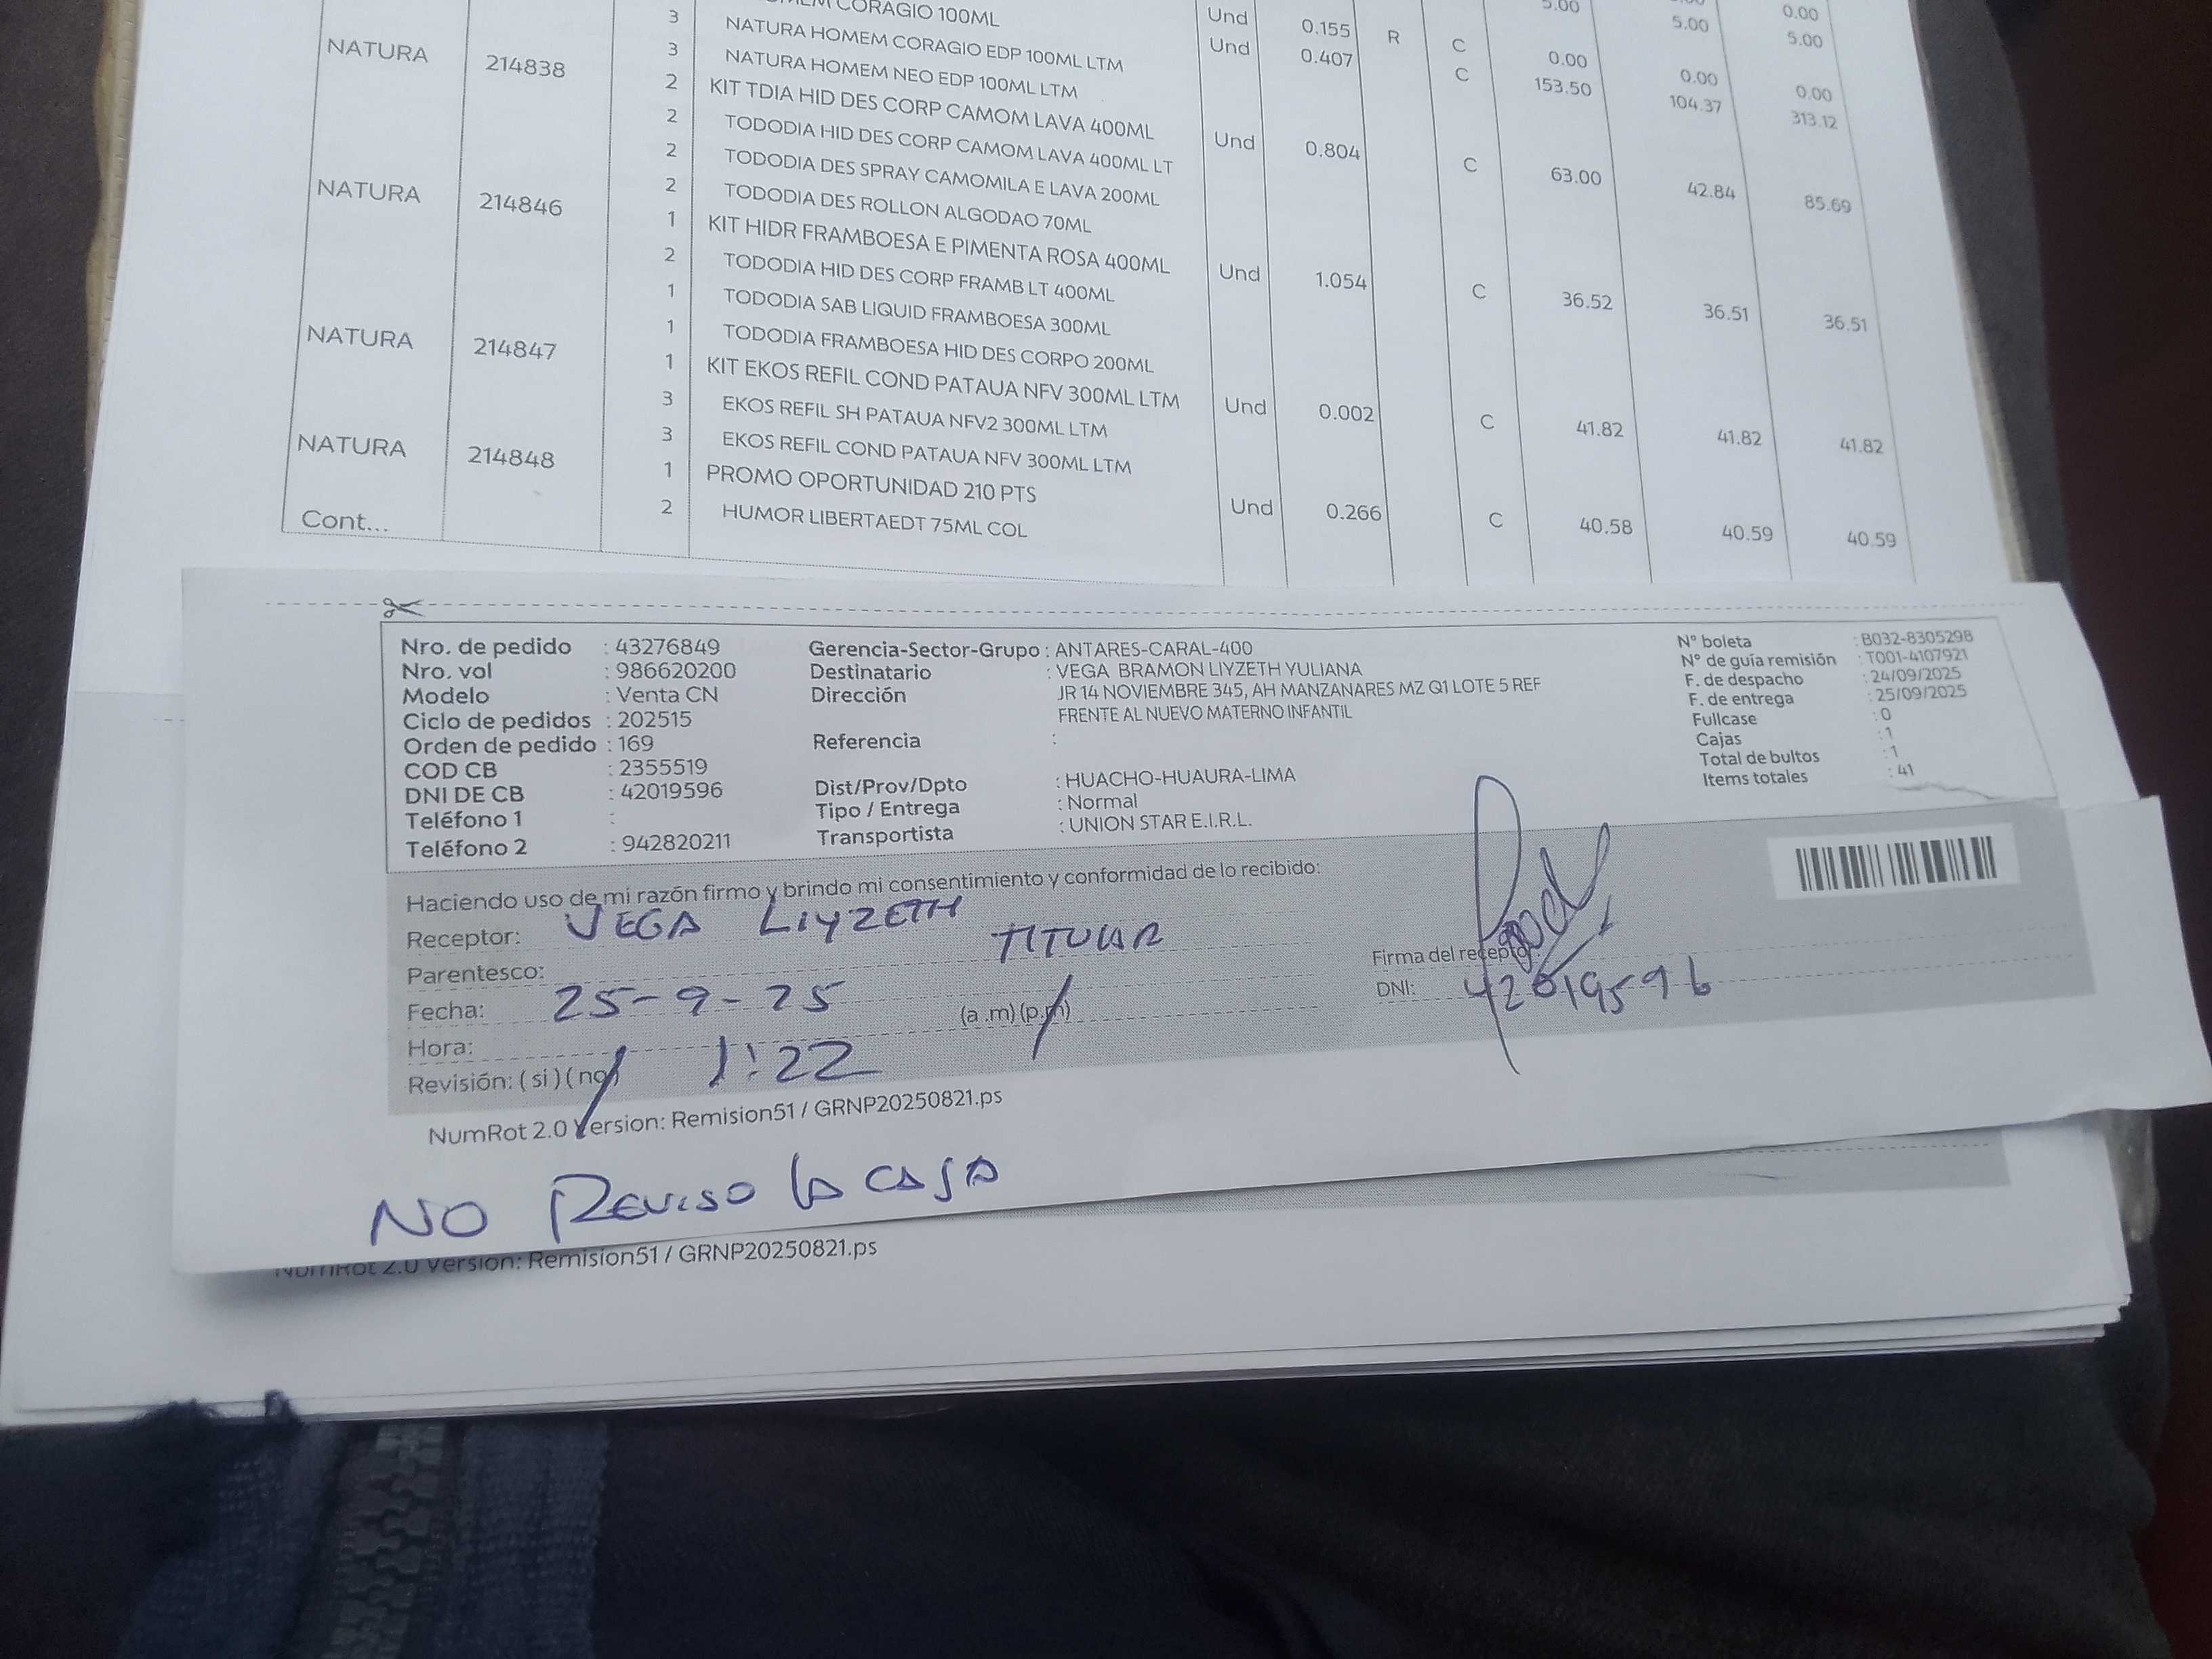 CORAGIO 100ML Und 0.155 R C 5.00 5.00 5.00
3 NATURA HOMEM CORAGIO EDP 100ML LTM Und 0.407 C 0.00 0.00 0.00
3 NATURA HOMEM NEO EDP 100ML LTM 153.50 104.37 313.12
NATURA 214838 2 KIT TDIA HID DES CORP CAMOM LAVA 400ML Und 0.804 C 63.00 42.84 85.69
2 TODODIA HID DES CORP CAMOM LAVA 400ML LT
2 TODODIA DES SPRAY CAMOMILA E LAVA 200ML
2 TODODIA DES ROLLON ALGODAO 70ML
NATURA 214846 1 KIT HIDR FRAMBOESA E PIMENTA ROSA 400ML Und 1.054 C 36.52 36.51 36.51
2 TODODIA HID DES CORP FRAMB LT 400ML
1 TODODIA SAB LIQUID FRAMBOESA 300ML
1 TODODIA FRAMBOESA HID DES CORPO 200ML
NATURA 214847 1 KIT EKOS REFIL COND PATAUA NFV 300ML LTM Und 0.002 C 41.82 41.82 41.82
3 EKOS REFIL SH PATAUA NFV2 300ML LTM
3 EKOS REFIL COND PATAUA NFV 300ML LTM
NATURA 214848 1 PROMO OPORTUNIDAD 210 PTS Und 0.266 C 40.58 40.59 40.59
2 HUMOR LIBERTAEDT 75ML COL
Cont...
Nro. de pedido : 43276849
Nro. vol : 986620200
Modelo : Venta CN
Ciclo de pedidos : 202515
Orden de pedido : 169
COD CB : 2355519
DNI DE CB : 42019596
Teléfono 1 :
Teléfono 2 : 942820211
Gerencia-Sector-Grupo : ANTARES-CARAL-400
Destinatario : VEGA BRAMON LIYZETH YULIANA
Dirección JR 14 NOVIEMBRE 345, AH MANZANARES MZ Q1 LOTE 5 REF
FRENTE AL NUEVO MATERNO INFANTIL
Referencia :
Dist/Prov/Dpto : HUACHO-HUAURA-LIMA
Tipo / Entrega : Normal
Transportista : UNION STAR E.I.R.L.
N° boleta : B032-8305298
N° de guía remisión : T001-4107921
F. de despacho : 24/09/2025
F. de entrega : 25/09/2025
Fullcase : 0
Cajas : 1
Total de bultos : 1
Items totales : 41
Haciendo uso de mi razón firmo y brindo mi consentimiento y conformidad de lo recibido:
Receptor: VEGA LIYZETH
Parentesco: TITULAR
Fecha: 25-9-25 (a .m) (p.m)
Hora: 1:22
Revisión: ( si ) ( no )
Firma del receptor:
DNI: 42019596
NumRot 2.0 Version: Remision51 / GRNP20250821.ps
NO REVISO LA CAJA
NumRot 2.0 Version: Remision51 / GRNP20250821.ps